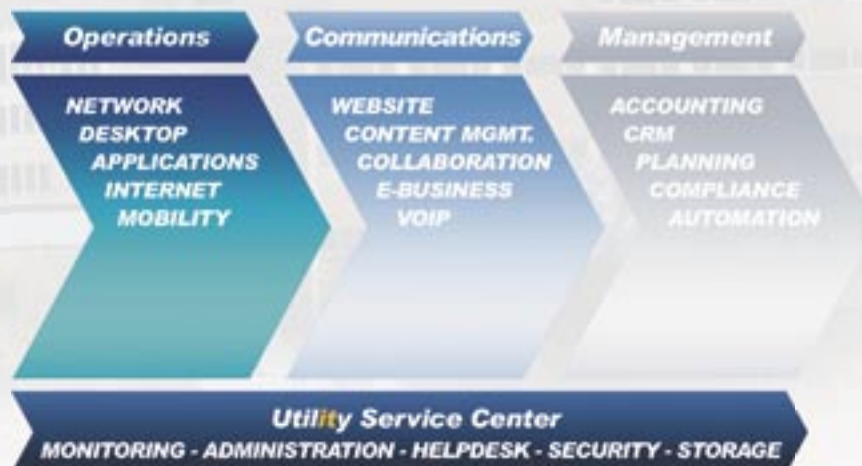 Operations
NETWORK
DESKTOP
APPLICATIONS
INTERNET
MOBILITY
Communications
WEBSITE
CONTENT MGMT.
COLLABORATION
E-BUSINESS
VOIP
Management
ACCOUNTING
CRM
PLANNING
COMPLIANCE
AUTOMATION
Utility Service Center
MONITORING - ADMINISTRATION - HELPDESK - SECURITY - STORAGE